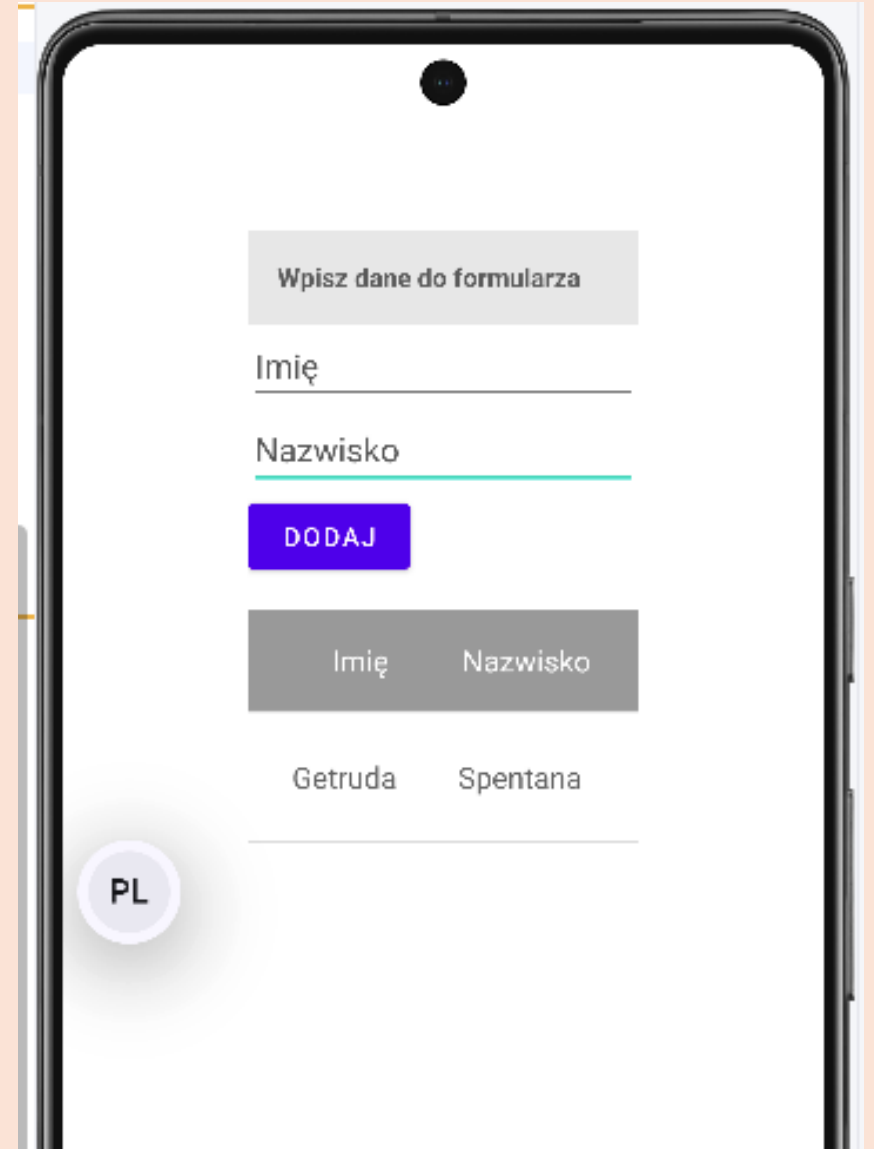 Wpisz dane do formularza
Imię
Nazwisko
DODAJ
Imię Nazwisko
Getruda Spentana
PL